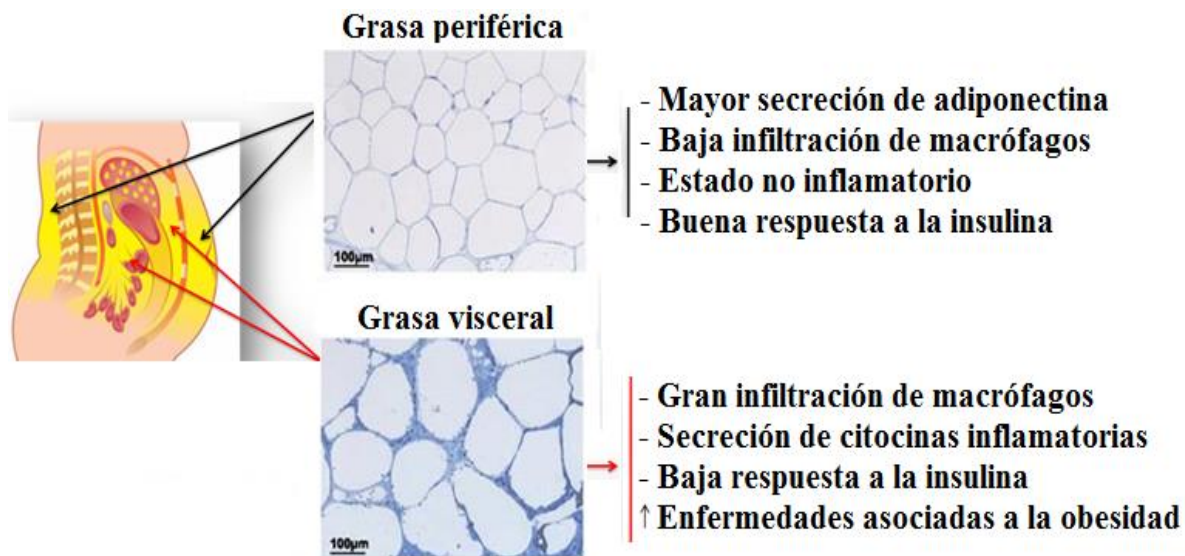 Grasa periférica
100µm
- Mayor secreción de adiponectina
- Baja infiltración de macrófagos
- Estado no inflamatorio
- Buena respuesta a la insulina
Grasa visceral
100µm
- Gran infiltración de macrófagos
- Secreción de citocinas inflamatorias
- Baja respuesta a la insulina
↑ Enfermedades asociadas a la obesidad